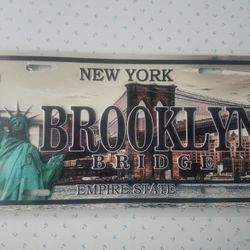 NEW YORK
BROOKLYN
BRIDGE
EMPIRE STATE